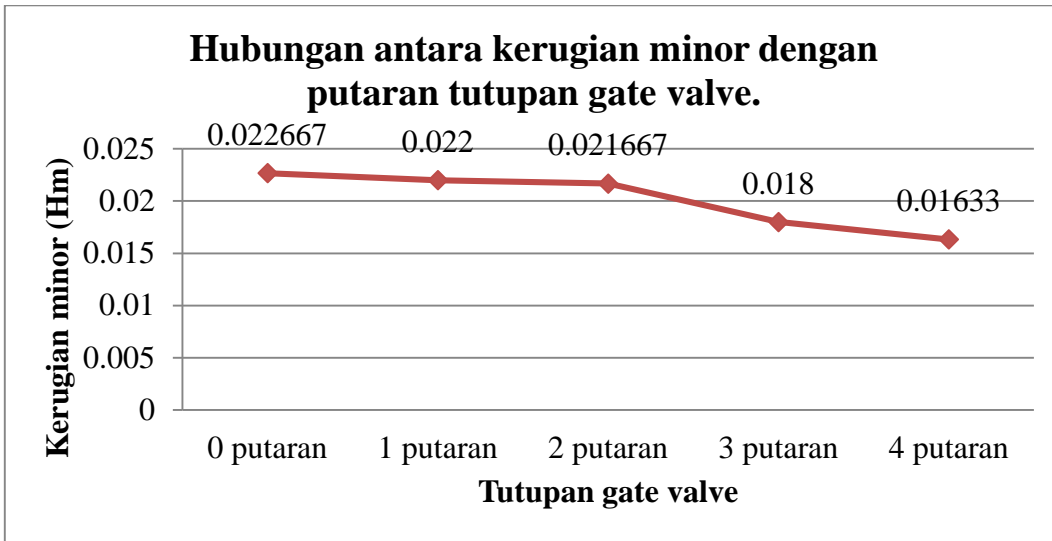 Hubungan antara kerugian minor dengan
putaran tutupan gate valve.
0.022667
0.022
0.021667
0.018
0.01633
Kerugian minor (Hm)
0.025
0.02
0.015
0.01
0.005
0
0 putaran
1 putaran
2 putaran
3 putaran
4 putaran
Tutupan gate valve